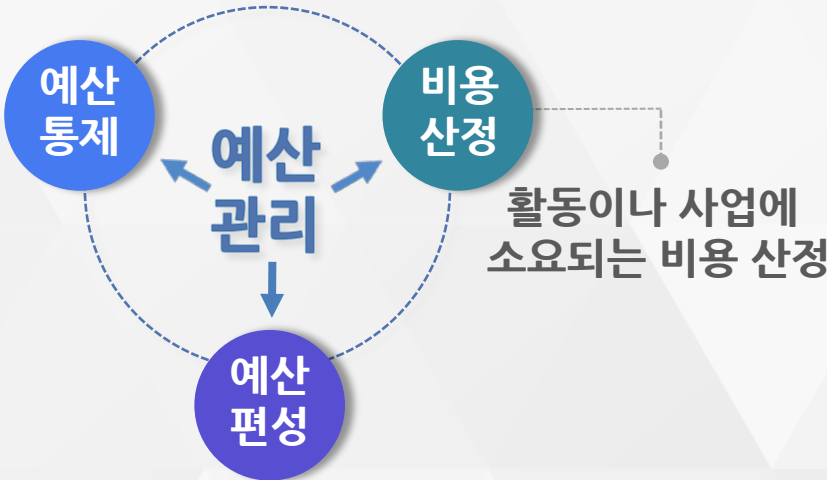 예산
통제
비용
산정
예산
관리
활동이나 사업에
소요되는 비용 산정
예산
편성